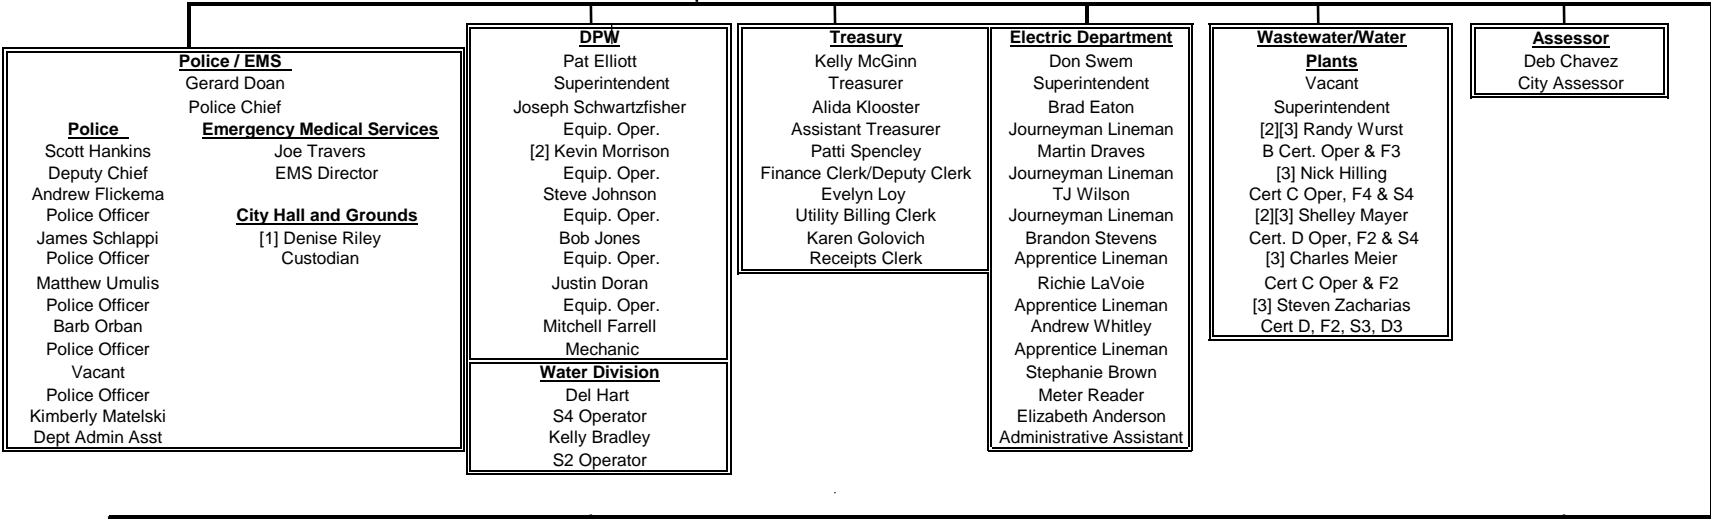 Police / EMS
Gerard Doan
Police Chief
Police
Scott Hankins
Deputy Chief
Andrew Flickema
Police Officer
James Schlappi
Police Officer
Matthew Umulis
Police Officer
Barb Orban
Police Officer
Vacant
Police Officer
Kimberly Matelski
Dept Admin Asst
Emergency Medical Services
Joe Travers
EMS Director
City Hall and Grounds
[1] Denise Riley
Custodian
DPW
Pat Elliott
Superintendent
Joseph Schwartzfisher
Equip. Oper.
[2] Kevin Morrison
Equip. Oper.
Steve Johnson
Equip. Oper.
Bob Jones
Equip. Oper.
Justin Doran
Equip. Oper.
Mitchell Farrell
Mechanic
Water Division
Del Hart
S4 Operator
Kelly Bradley
S2 Operator
Treasury
Kelly McGinn
Treasurer
Alida Klooster
Assistant Treasurer
Patti Spencley
Finance Clerk/Deputy Clerk
Evelyn Loy
Utility Billing Clerk
Karen Golovich
Receipts Clerk
Electric Department
Don Swem
Superintendent
Brad Eaton
Journeyman Lineman
Martin Draves
Journeyman Lineman
TJ Wilson
Journeyman Lineman
Brandon Stevens
Apprentice Lineman
Richie LaVoie
Apprentice Lineman
Andrew Whitley
Apprentice Lineman
Stephanie Brown
Meter Reader
Elizabeth Anderson
Administrative Assistant
Wastewater/Water
Plants
Vacant
Superintendent
[2][3] Randy Wurst
B Cert. Oper & F3
[3] Nick Hilling
Cert C Oper, F4 & S4
[2][3] Shelley Mayer
Cert. D Oper, F2 & S4
[3] Charles Meier
Cert C Oper & F2
[3] Steven Zacharias
Cert D, F2, S3, D3
Assessor
Deb Chavez
City Assessor